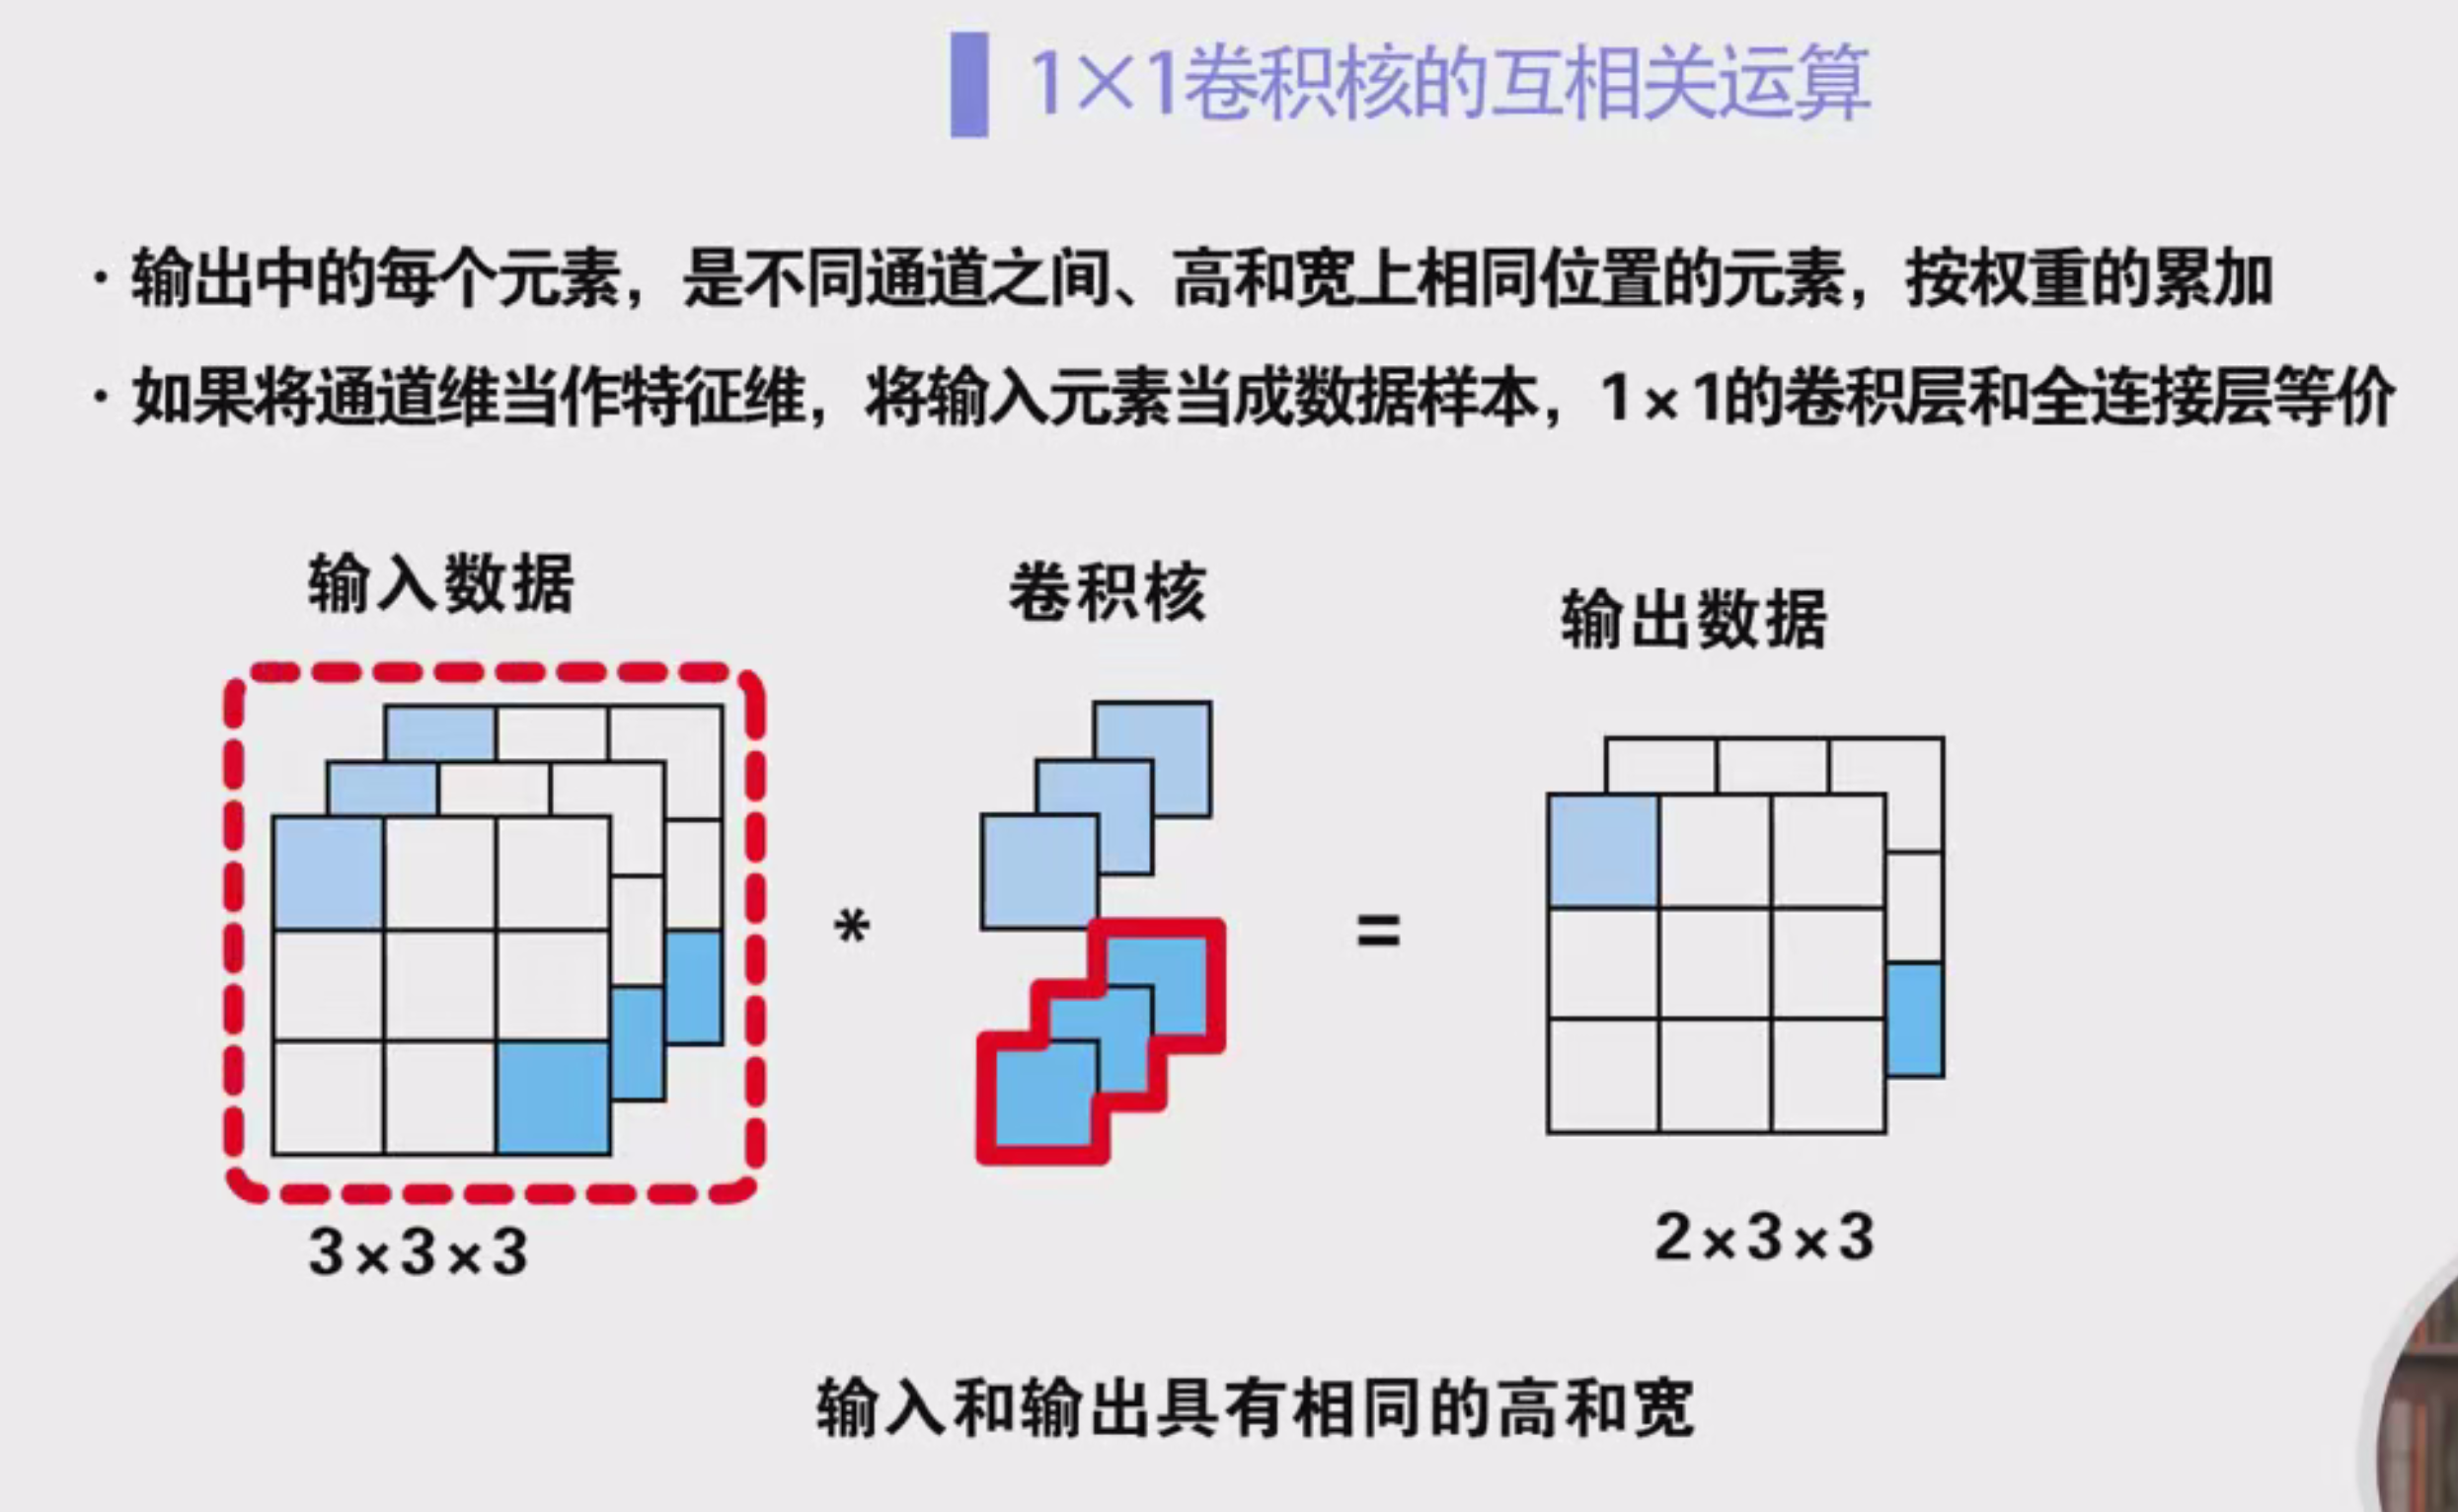 1×1卷积核的互相关运算
· 输出中的每个元素，是不同通道之间、高和宽上相同位置的元素，按权重的累加
· 如果将通道维当作特征维，将输入元素当成数据样本，1×1的卷积层和全连接层等价
输入数据
卷积核
输出数据
*
=
3×3×3
2×3×3
输入和输出具有相同的高和宽